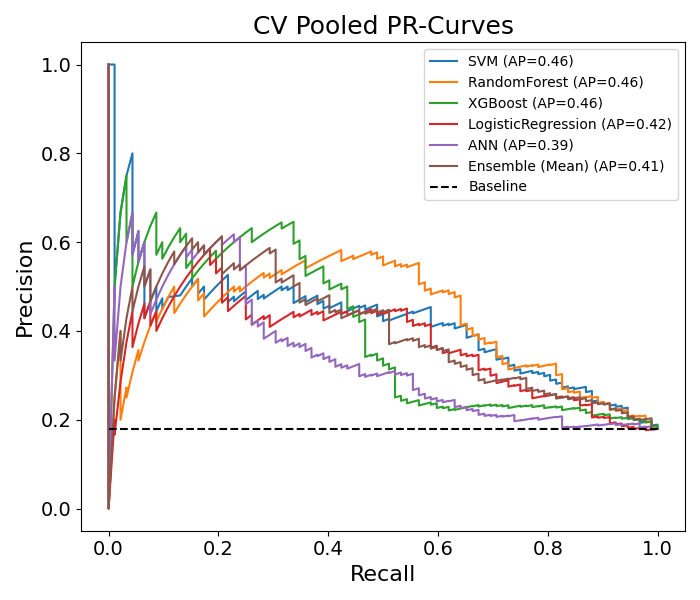 CV Pooled PR-Curves
SVM (AP=0.46)
RandomForest (AP=0.46)
XGBoost (AP=0.46)
LogisticRegression (AP=0.42)
ANN (AP=0.39)
Ensemble (Mean) (AP=0.41)
Baseline
Precision
1.0
0.8
0.6
0.4
0.2
0.0
0.0 0.2 0.4 0.6 0.8 1.0
Recall